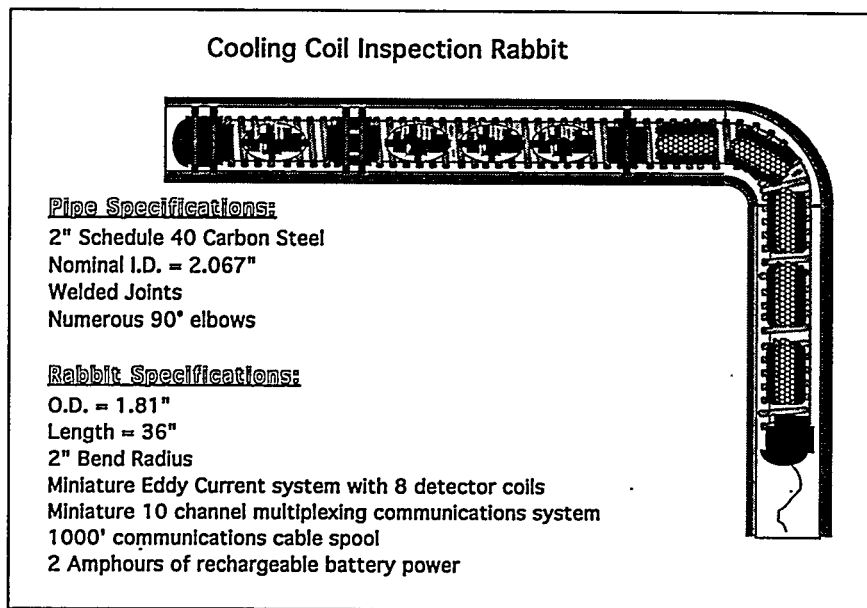 Cooling Coil Inspection Rabbit
Pipe Specifications:
2" Schedule 40 Carbon Steel
Nominal I.D. = 2.067"
Welded Joints
Numerous 90° elbows
Rabbit Specifications:
O.D. = 1.81"
Length = 36"
2" Bend Radius
Miniature Eddy Current system with 8 detector coils
Miniature 10 channel multiplexing communications system
1000' communications cable spool
2 Amphours of rechargeable battery power